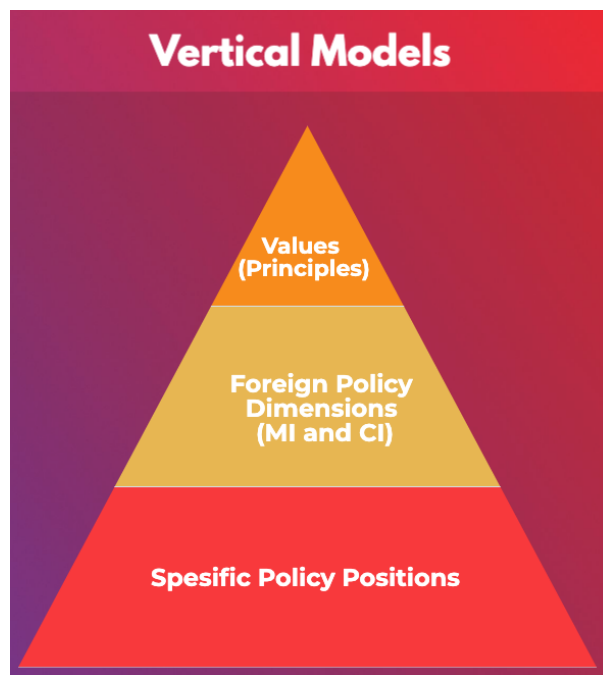 Vertical Models
Values
(Principles)
Foreign Policy
Dimensions
(MI and CI)
Spesific Policy Positions